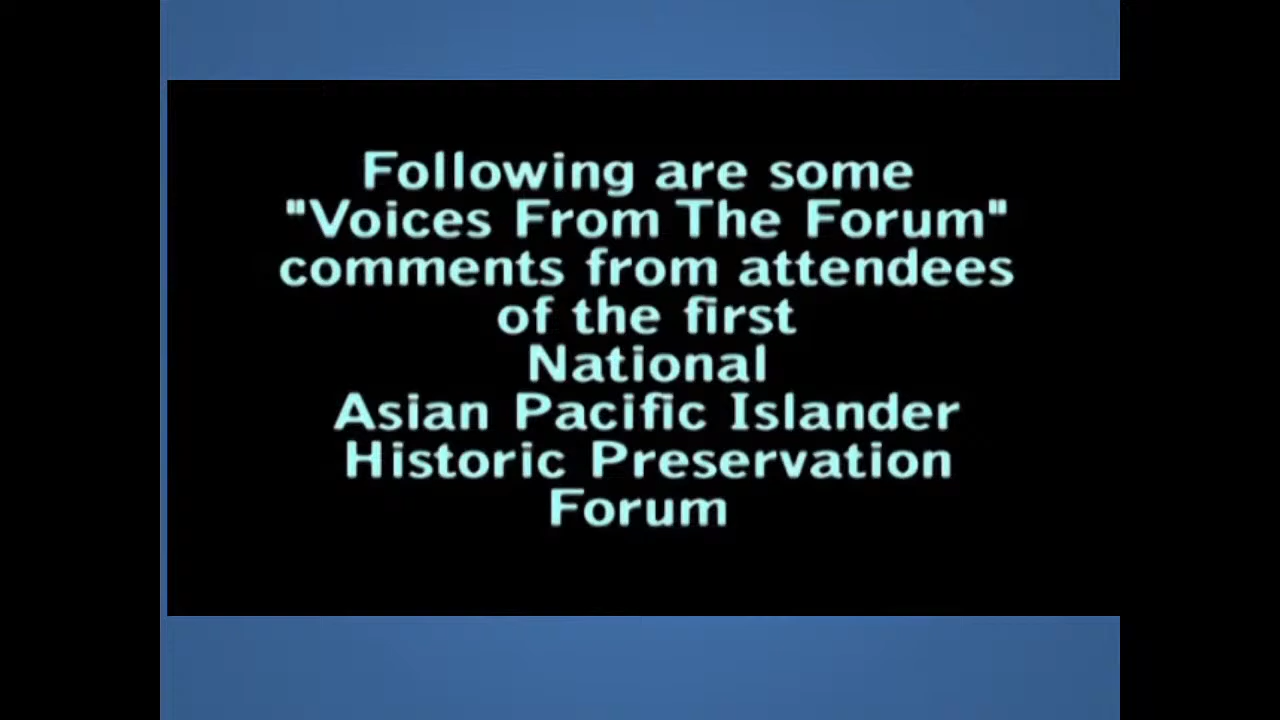 Following are some
"Voices From The Forum"
comments from attendees
of the first
National
Asian Pacific Islander
Historic Preservation
Forum